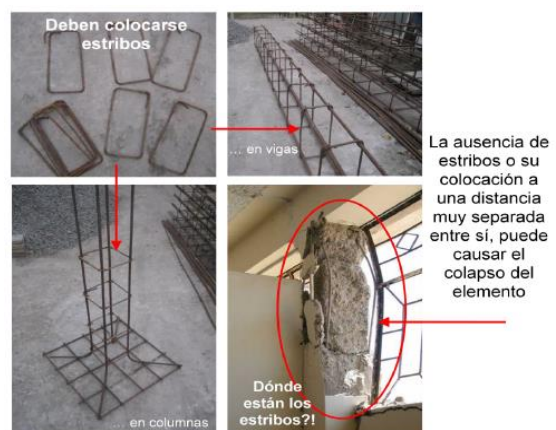 Deben colocarse
estribos
... en vigas
La ausencia de
estribos o su
colocación a
una distancia
muy separada
entre sí, puede
causar el
colapso del
elemento
... en columnas
Dónde
están los
estribos?!